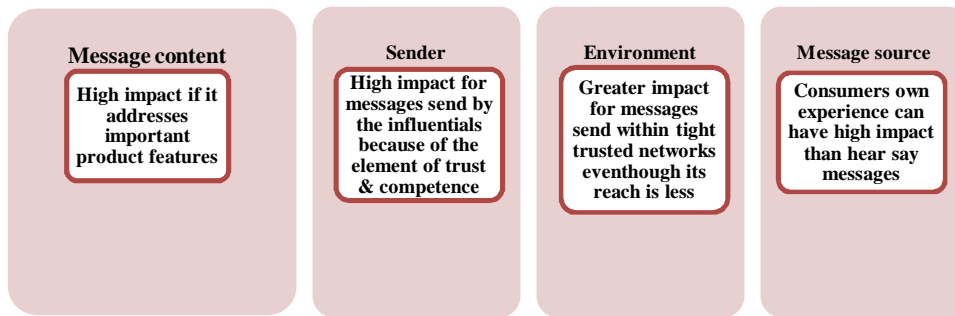 Message content
High impact if it
addresses
important
product features
Sender
High impact for
messages send by
the influentials
because of the
element of trust
& competence
Environment
Greater impact
for messages
send within tight
trusted networks
eventhough its
reach is less
Message source
Consumers own
experience can
have high impact
than hear say
messages